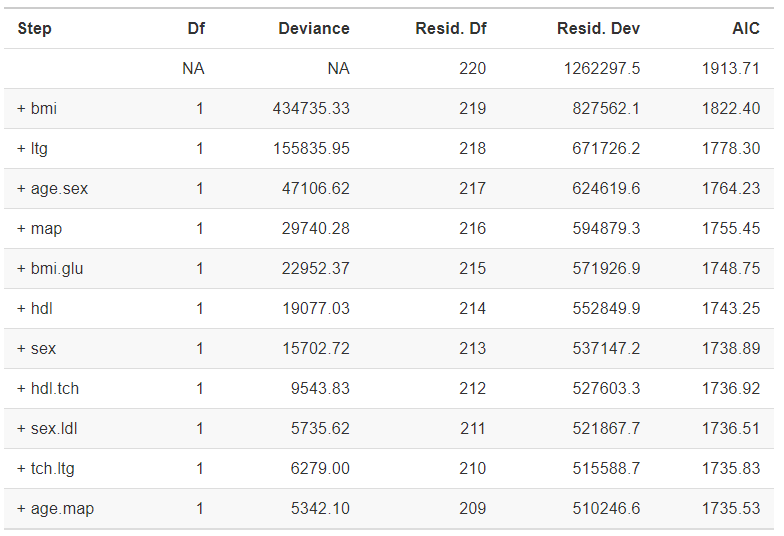 Step Df Deviance Resid. Df Resid. Dev AIC
NA NA 220 1262297.5 1913.71
+ bmi 1 434735.33 219 827562.1 1822.40
+ ltg 1 155835.95 218 671726.2 1778.30
+ age.sex 1 47106.62 217 624619.6 1764.23
+ map 1 29740.28 216 594879.3 1755.45
+ bmi.glu 1 22952.37 215 571926.9 1748.75
+ hdl 1 19077.03 214 552849.9 1743.25
+ sex 1 15702.72 213 537147.2 1738.89
+ hdl.tch 1 9543.83 212 527603.3 1736.92
+ sex.ldl 1 5735.62 211 521867.7 1736.51
+ tch.ltg 1 6279.00 210 515588.7 1735.83
+ age.map 1 5342.10 209 510246.6 1735.53